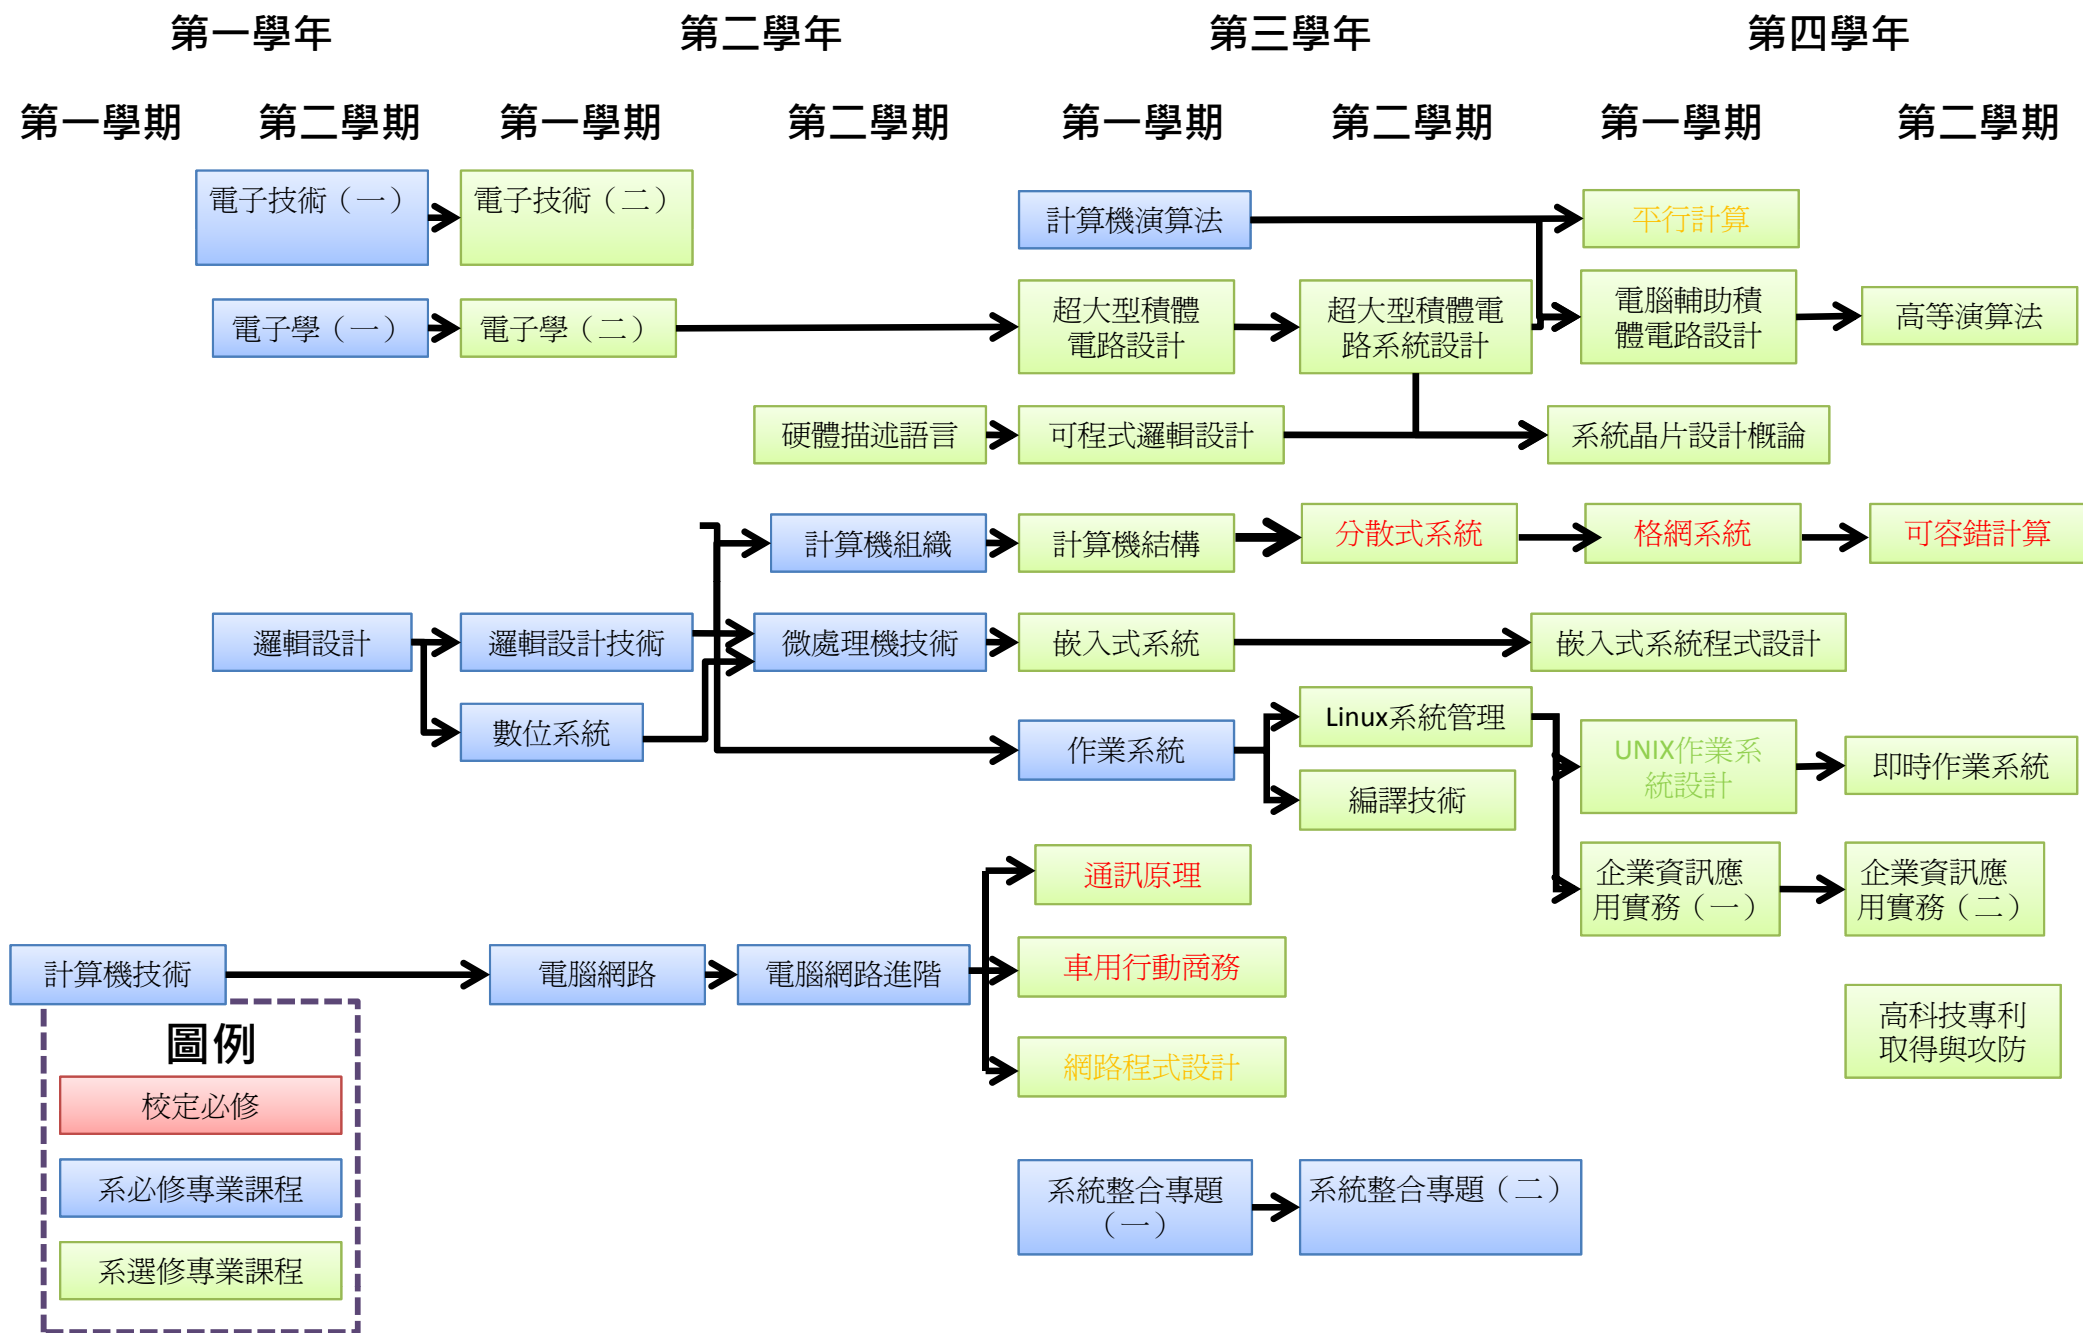 第一學年
第二學年
第三學年
第四學年
第一學期
第二學期
第一學期
第二學期
第一學期
第二學期
第一學期
第二學期
電子技術（一）
電子技術（二）
計算機演算法
平行計算
電子學（一）
電子學（二）
超大型積體
電路設計
超大型積體電
路系統設計
電腦輔助積
體電路設計
高等演算法
硬體描述語言
可程式邏輯設計
系統晶片設計概論
計算機組織
計算機結構
分散式系統
格網系統
可容錯計算
邏輯設計
邏輯設計技術
微處理機技術
嵌入式系統
嵌入式系統程式設計
數位系統
作業系統
Linux系統管理
編譯技術
UNIX作業系
統設計
即時作業系統
通訊原理
企業資訊應
用實務（一）
企業資訊應
用實務（二）
計算機技術
電腦網路
電腦網路進階
車用行動商務
網路程式設計
高科技專利
取得與攻防
系統整合專題
（一）
系統整合專題（二）
圖例
校定必修
系必修專業課程
系選修專業課程